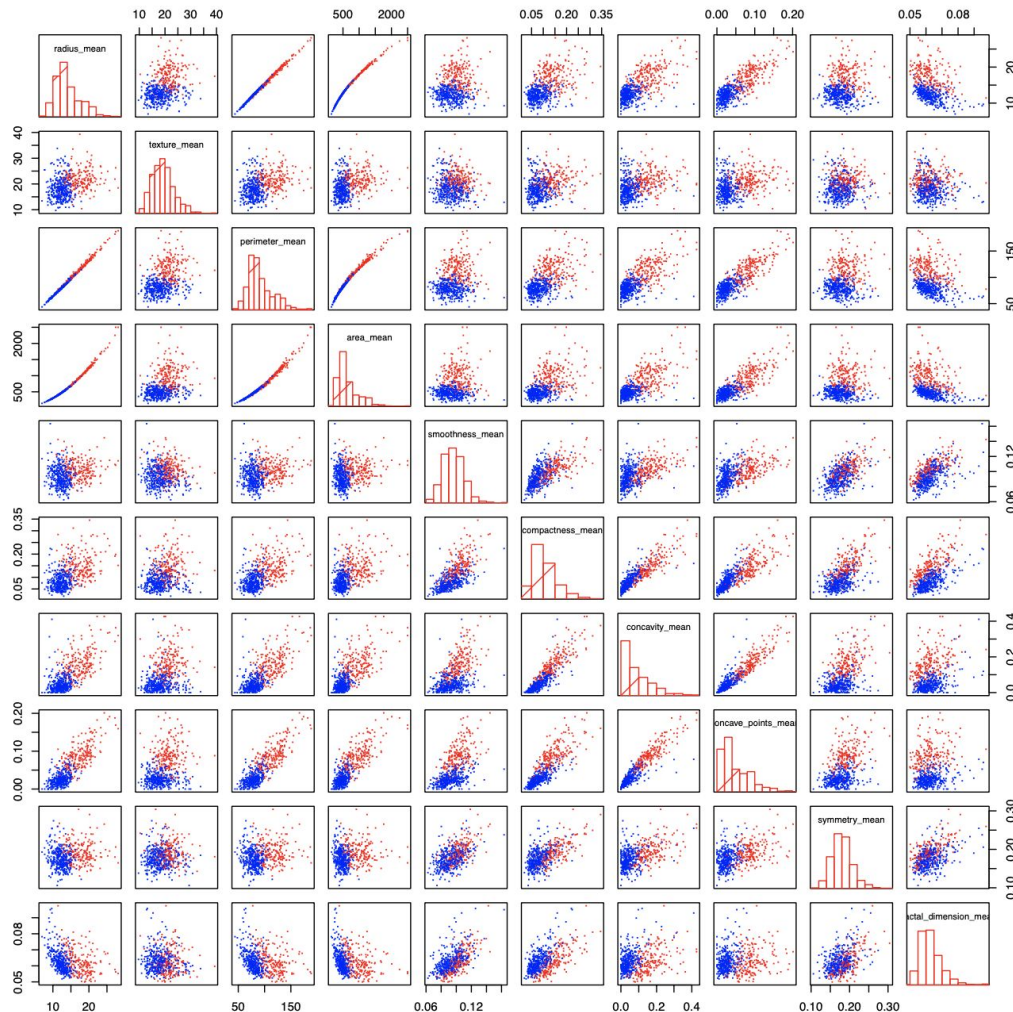 10 20 30 40 500 2000 0.05 0.20 0.35 0.00 0.10 0.20 0.05 0.08
radius_mean
10 20
10 20 30 40
texture_mean
perimeter_mean
50 150
500 2000
area_mean
smoothness_mean
0.06 0.12
0.05 0.20 0.35
compactness_mean
concavity_mean
0.0 0.2 0.4
0.00 0.10 0.20
oncave_points_mea
symmetry_mean
0.10 0.20 0.30
0.05 0.08
actal_dimension_mea
10 20 50 150 0.06 0.12 0.0 0.2 0.4 0.10 0.20 0.30